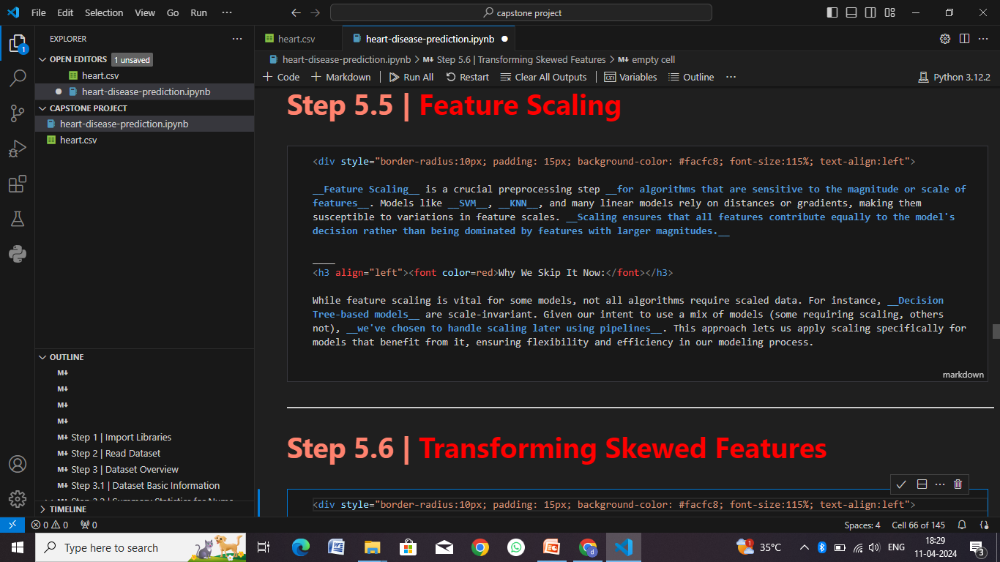 File Edit Selection View Go Run ··· capstone project
EXPLORER ···
OPEN EDITORS 1 unsaved
heart.csv
heart-disease-prediction.ipynb
CAPSTONE PROJECT
heart-disease-prediction.ipynb
heart.csv
OUTLINE
M↓
M↓
M↓
M↓
M↓ Step 1 | Import Libraries
M↓ Step 2 | Read Dataset
M↓ Step 3 | Dataset Overview
M↓ Step 3.1 | Dataset Basic Information
TIMELINE
heart.csv heart-disease-prediction.ipynb
heart-disease-prediction.ipynb > M↓ Step 5.6 | Transforming Skewed Features > M↓ empty cell
+ Code + Markdown | Run All Restart Clear All Outputs | Variables Outline ··· Python 3.12.2
Step 5.5 | Feature Scaling
<div style="border-radius:10px; padding: 15px; background-color: #facfc8; font-size:115%; text-align:left">
__Feature Scaling__ is a crucial preprocessing step __for algorithms that are sensitive to the magnitude or scale of
features__. Models like __SVM__, __KNN__, and many linear models rely on distances or gradients, making them
susceptible to variations in feature scales. __Scaling ensures that all features contribute equally to the model's
decision rather than being dominated by features with larger magnitudes.__
____
<h3 align="left"><font color=red>Why We Skip It Now:</font></h3>
While feature scaling is vital for some models, not all algorithms require scaled data. For instance, __Decision
Tree-based models__ are scale-invariant. Given our intent to use a mix of models (some requiring scaling, others
not), __we've chosen to handle scaling later using pipelines__. This approach lets us apply scaling specifically for
models that benefit from it, ensuring flexibility and efficiency in our modeling process.
markdown
Step 5.6 | Transforming Skewed Features
<div style="border-radius:10px; padding: 15px; background-color: #facfc8; font-size:115%; text-align:left">
0 0 0 Spaces: 4 Cell 66 of 145
Type here to search 35°C ENG 18:29
11-04-2024 3